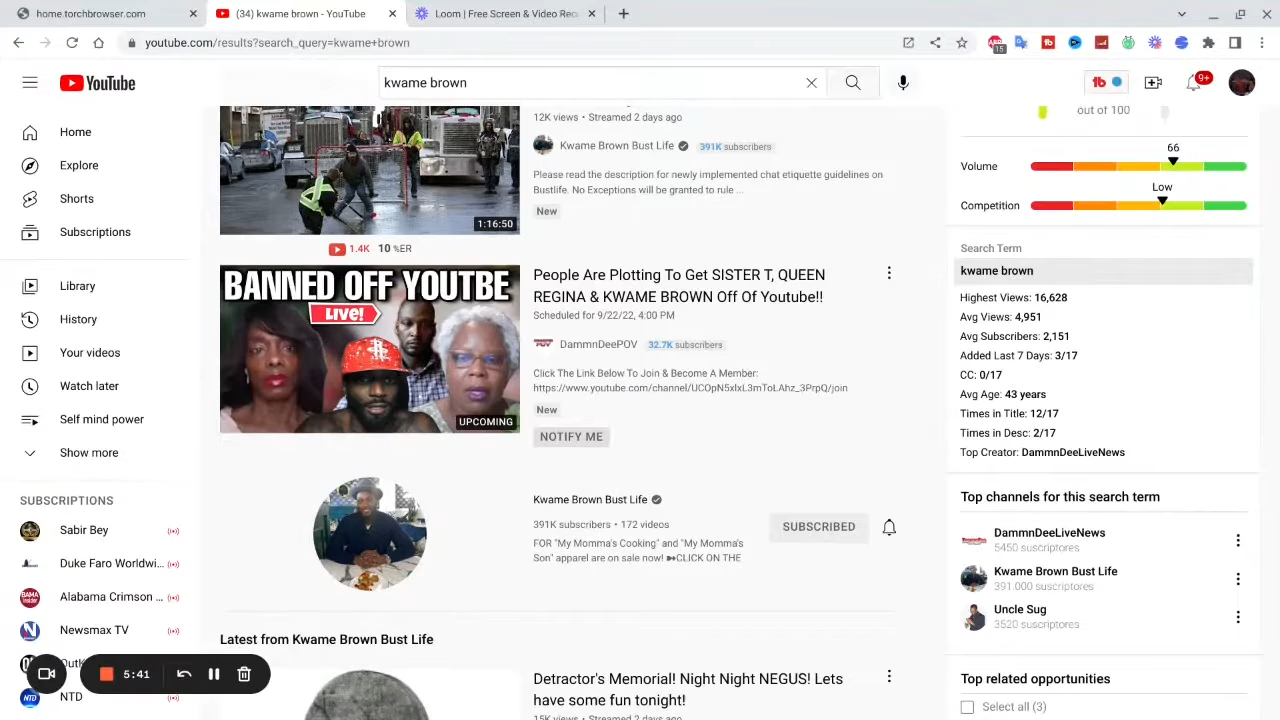 home.torchbrowser.com
(34) kwame brown - YouTube
Loom | Free Screen & Video Rec
youtube.com/results?search_query=kwame+brown
15
YouTube
kwame brown
9+
Home
Explore
Shorts
Subscriptions
Library
History
Your videos
Watch later
Self mind power
Show more
SUBSCRIPTIONS
Sabir Bey
Duke Faro Worldwi...
Alabama Crimson ...
Newsmax TV
NTD
5:41
12K views • Streamed 2 days ago
Kwame Brown Bust Life
391K subscribers
Please read the description for newly implemented chat etiquette guidelines on
Bustlife. No Exceptions will be granted to rule ...
New
1:16:50
1.4K 10 %ER
BANNED OFF YOUTBE
LIVE!
UPCOMING
People Are Plotting To Get SISTER T, QUEEN
REGINA & KWAME BROWN Off Of Youtube!!
Scheduled for 9/22/22, 4:00 PM
DammnDeePOV
32.7K subscribers
Click The Link Below To Join & Become A Member:
https://www.youtube.com/channel/UCOpN5xlxL3mToLAhz_3PrpQ/join
New
NOTIFY ME
Kwame Brown Bust Life
391K subscribers • 172 videos
FOR "My Momma's Cooking" and "My Momma's
Son" apparel are on sale now! ➽CLICK ON THE
SUBSCRIBED
Latest from Kwame Brown Bust Life
Detractor's Memorial! Night Night NEGUS! Lets
have some fun tonight!
15K views • Streamed 2 days ago
out of 100
66
Volume
Low
Competition
Search Term
kwame brown
Highest Views: 16,628
Avg Views: 4,951
Avg Subscribers: 2,151
Added Last 7 Days: 3/17
CC: 0/17
Avg Age: 43 years
Times in Title: 12/17
Times in Desc: 2/17
Top Creator: DammnDeeLiveNews
Top channels for this search term
DammnDeeLiveNews
5450 suscriptores
Kwame Brown Bust Life
391.000 suscriptores
Uncle Sug
3520 suscriptores
Top related opportunities
Select all (3)